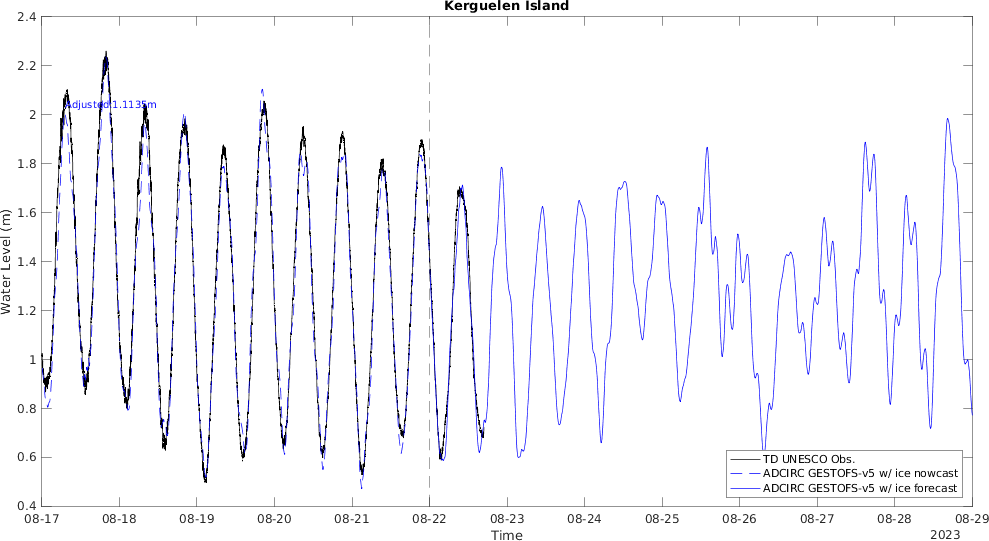 Kerguelen Island
2.4
2.2
2
1.8
1.6
1.4
1.2
1
0.8
0.6
0.4
Water Level (m)
Adjusted 1.1135m
TD UNESCO Obs.
ADCIRC GESTOFS-v5 w/ ice nowcast
ADCIRC GESTOFS-v5 w/ ice forecast
08-17 08-18 08-19 08-20 08-21 08-22 08-23 08-24 08-25 08-26 08-27 08-28 08-29
Time
2023